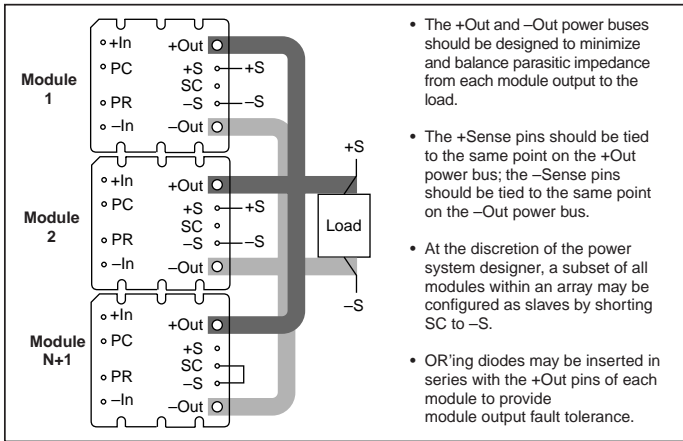 Module
1
+In
PC
PR
–In
+Out
+S
SC
–S
–Out
+S
–S
Module
2
+In
PC
PR
–In
+Out
+S
SC
–S
–Out
+S
–S
Module
N+1
+In
PC
PR
–In
+Out
+S
SC
–S
–Out
+S
Load
–S
• The +Out and –Out power buses
should be designed to minimize
and balance parasitic impedance
from each module output to the
load.
• The +Sense pins should be tied
to the same point on the +Out
power bus; the –Sense pins
should be tied to the same point
on the –Out power bus.
• At the discretion of the power
system designer, a subset of all
modules within an array may be
configured as slaves by shorting
SC to –S.
• OR'ing diodes may be inserted in
series with the +Out pins of each
module to provide
module output fault tolerance.